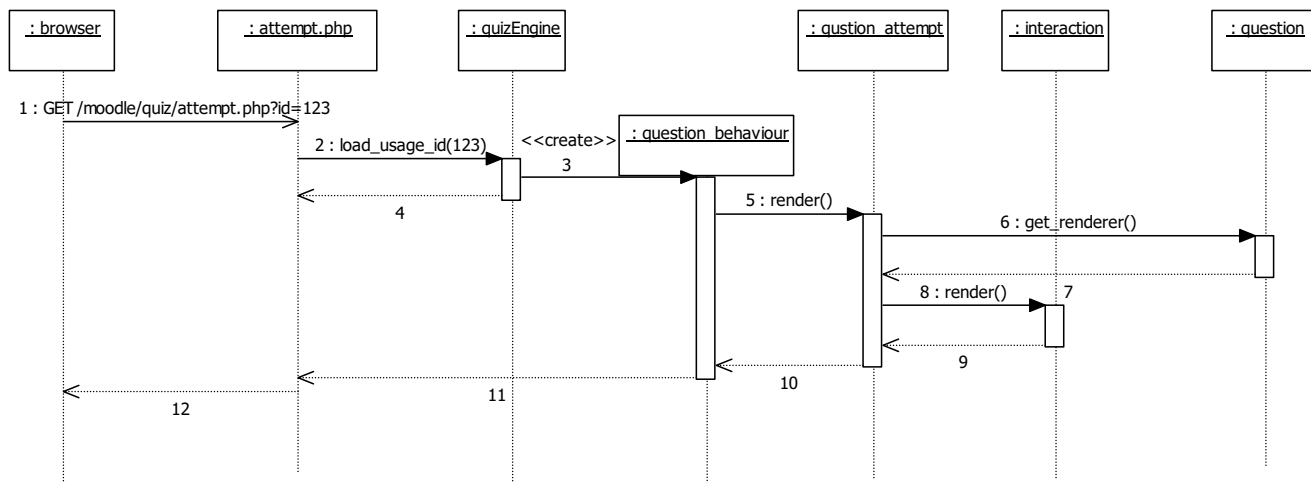 : browser
: attempt.php
: quizEngine
: qustion_attempt
: interaction
: question
1 : GET /moodle/quiz/attempt.php?id=123
: question_behaviour
<<create>>
2 : load_usage_id(123)
3
4
5 : render()
6 : get_renderer()
7
8 : render()
9
10
11
12